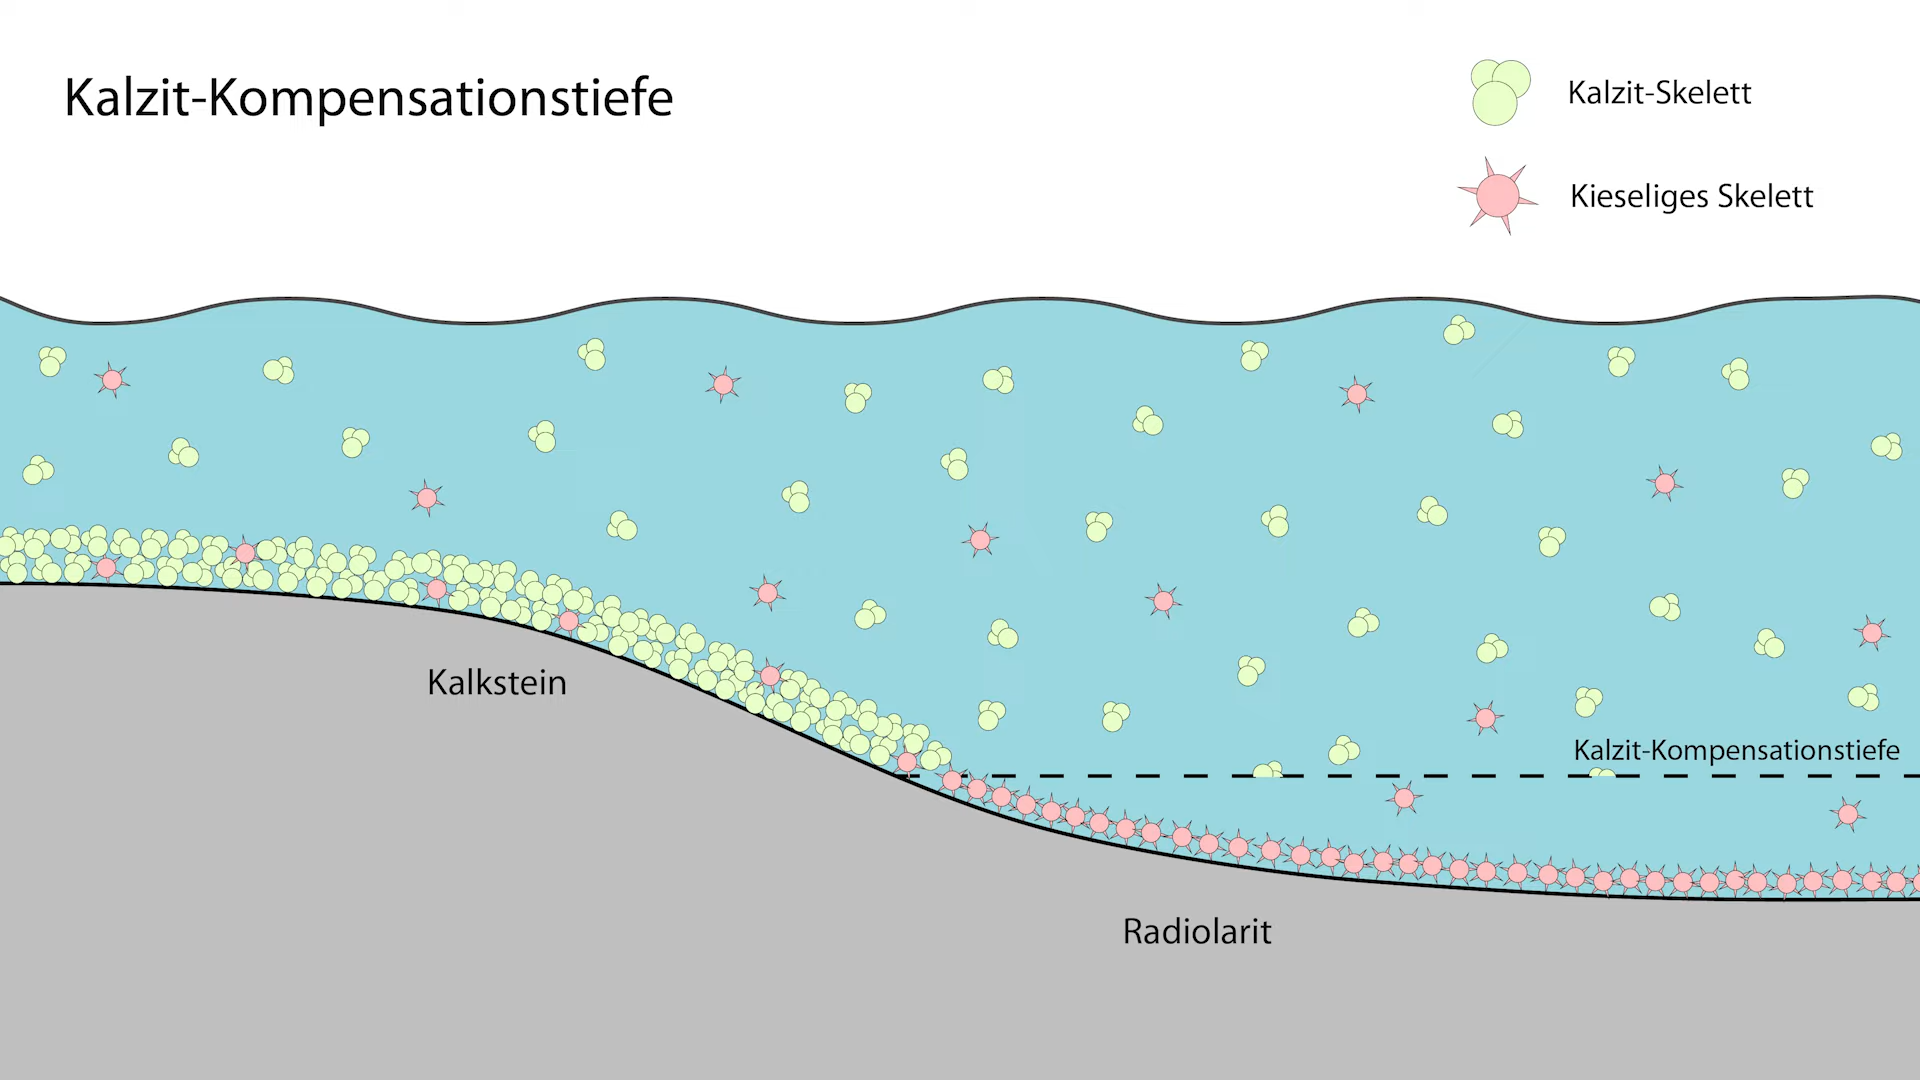 Kalzit-Kompensationstiefe
Kalzit-Skelett
Kieseliges Skelett
Kalkstein
Kalzit-Kompensationstiefe
Radiolarit